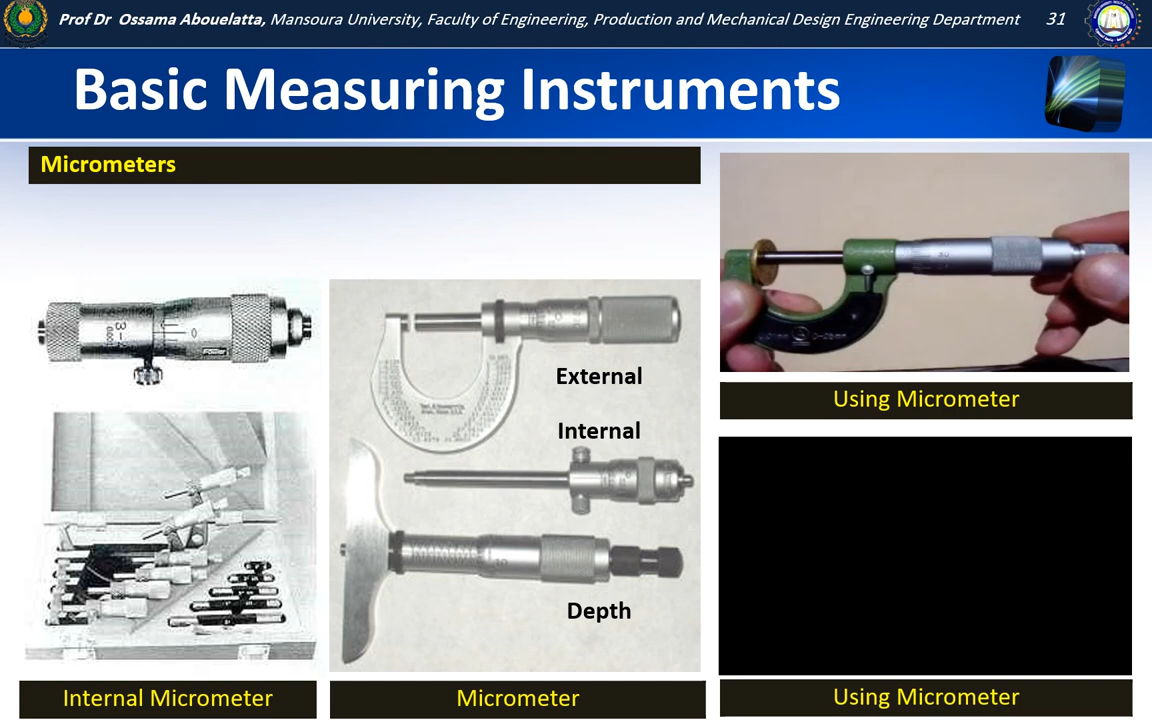 Prof Dr Ossama Abouelatta, Mansoura University, Faculty of Engineering, Production and Mechanical Design Engineering Department 31
Basic Measuring Instruments
Micrometers
External
Internal
Depth
Using Micrometer
Internal Micrometer
Micrometer
Using Micrometer